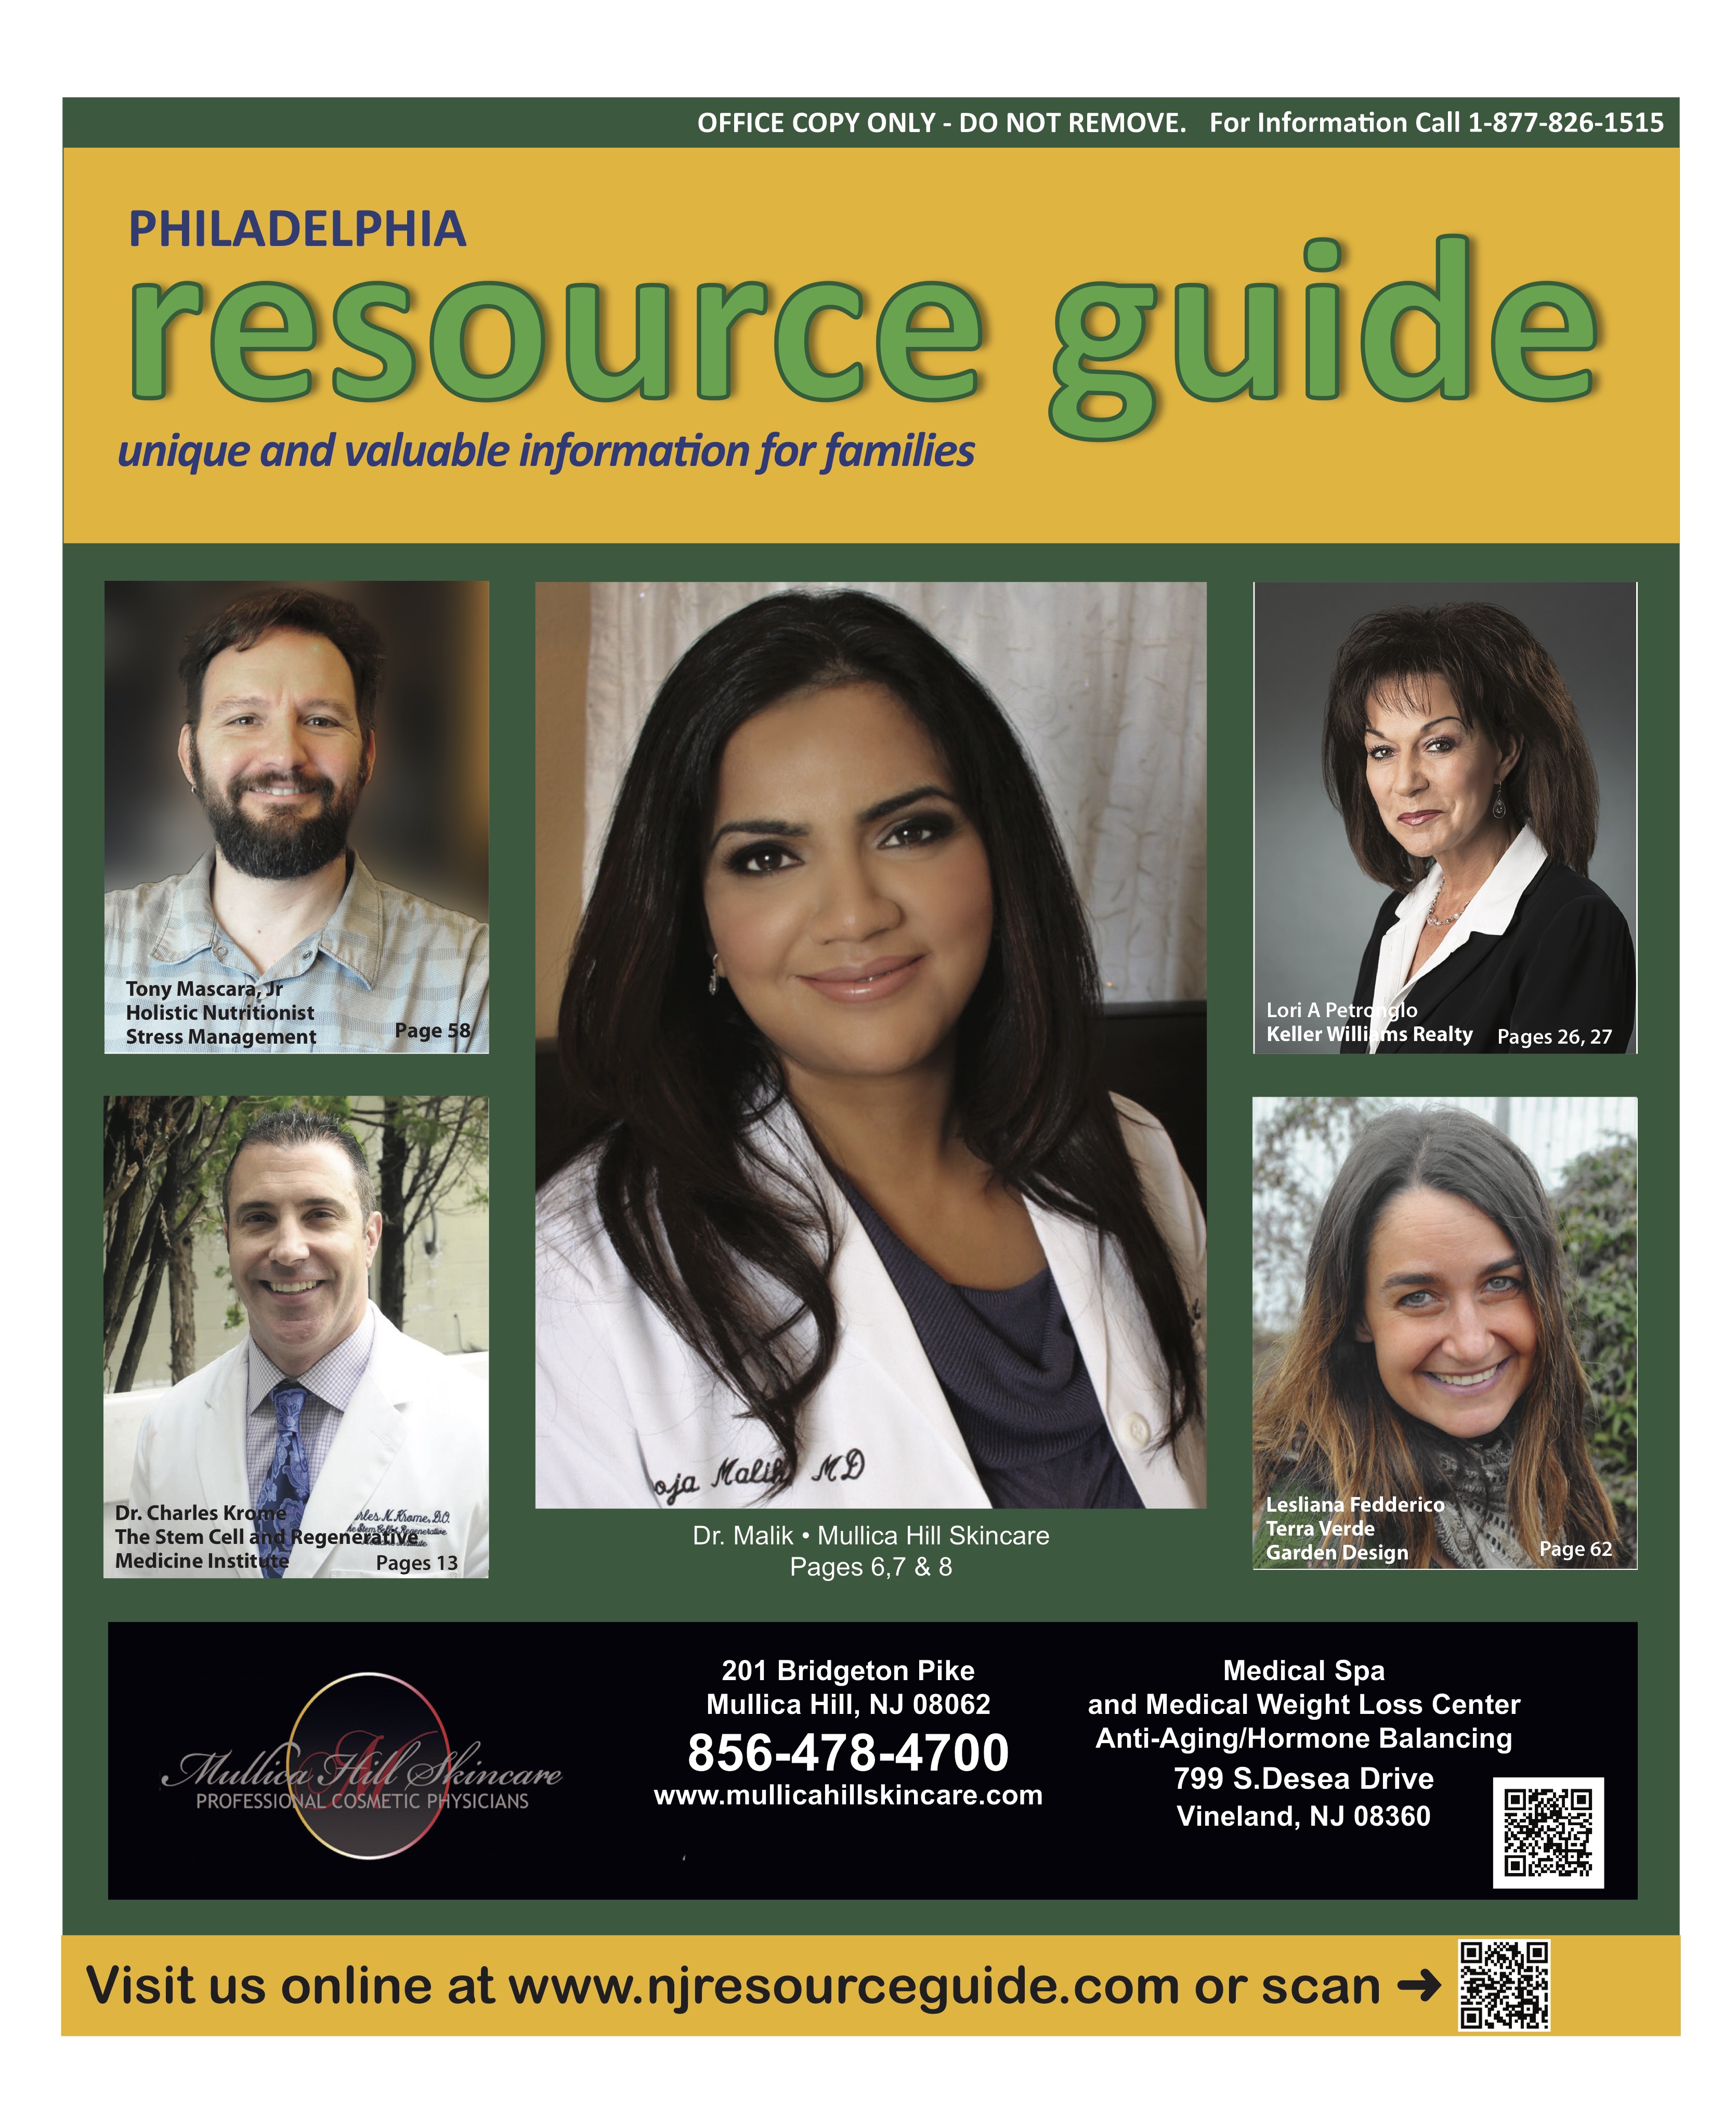 OFFICE COPY ONLY - DO NOT REMOVE. For Information Call 1-877-826-1515
PHILADELPHIA
resource guide
unique and valuable information for families
Tony Mascara, Jr
Holistic Nutritionist
Stress Management
Page 58
Lori A Petronglo
Keller Williams Realty
Pages 26, 27
Dr. Charles Krome
The Stem Cell and Regenerative
Medicine Institute
Pages 13
rles N. Krome, D.O.
Stem Cell & Regenerative
oja Malik MD
Dr. Malik • Mullica Hill Skincare
Pages 6,7 & 8
Lesliana Fedderico
Terra Verde
Garden Design
Page 62
M
Mullica Hill Skincare
PROFESSIONAL COSMETIC PHYSICIANS
201 Bridgeton Pike
Mullica Hill, NJ 08062
856-478-4700
www.mullicahillskincare.com
Medical Spa
and Medical Weight Loss Center
Anti-Aging/Hormone Balancing
799 S.Desea Drive
Vineland, NJ 08360
Visit us online at www.njresourceguide.com or scan ➜